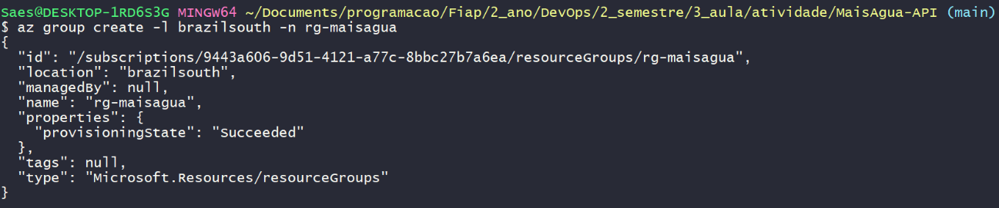 Saes@DESKTOP-1RD6S3G MINGW64 ~/Documents/programacao/Fiap/2_ano/DevOps/2_semestre/3_aula/atividade/MaisAgua-API (main)
$ az group create -l brazilsouth -n rg-maisagua
{
  "id": "/subscriptions/9443a606-9d51-4121-a77c-8bbc27b7a6ea/resourceGroups/rg-maisagua",
  "location": "brazilsouth",
  "managedBy": null,
  "name": "rg-maisagua",
  "properties": {
    "provisioningState": "Succeeded"
  },
  "tags": null,
  "type": "Microsoft.Resources/resourceGroups"
}